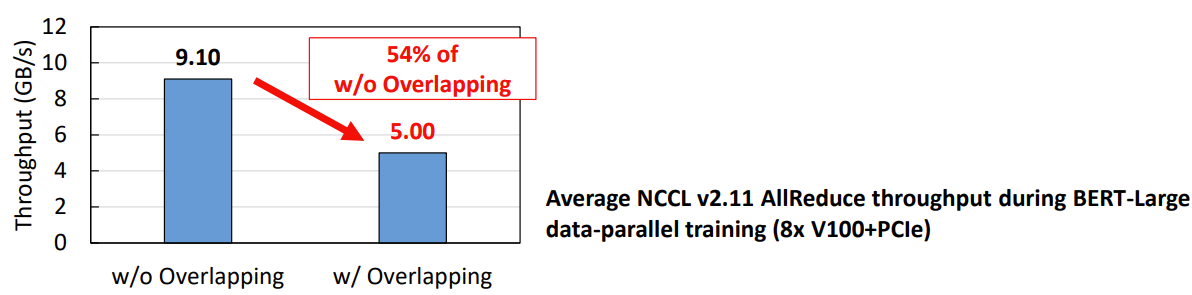 Throughput (GB/s)
12
10
8
6
4
2
0
9.10
54% of
w/o Overlapping
5.00
w/o Overlapping
w/ Overlapping
Average NCCL v2.11 AllReduce throughput during BERT-Large
data-parallel training (8x V100+PCIe)